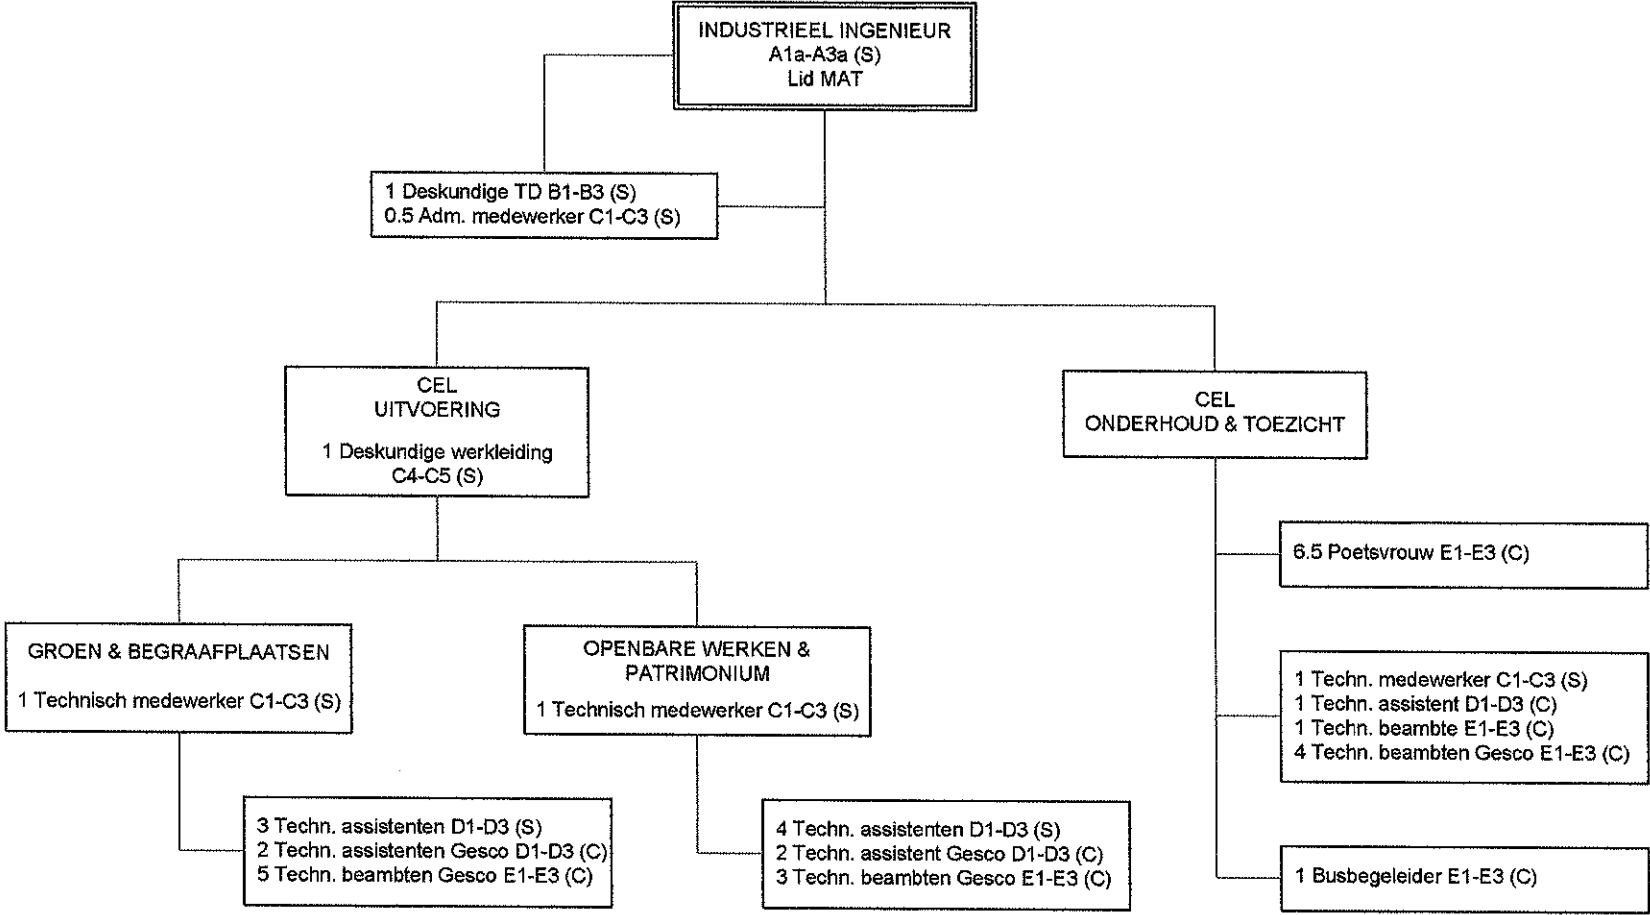 INDUSTRIEEL INGENIEUR
A1a-A3a (S)
Lid MAT
1 Deskundige TD B1-B3 (S)
0.5 Adm. medewerker C1-C3 (S)
CEL
UITVOERING
1 Deskundige werkleiding
C4-C5 (S)
CEL
ONDERHOUD & TOEZICHT
GROEN & BEGRAAFPLAATSEN
1 Technisch medewerker C1-C3 (S)
OPENBARE WERKEN &
PATRIMONIUM
1 Technisch medewerker C1-C3 (S)
3 Techn. assistenten D1-D3 (S)
2 Techn. assistenten Gesco D1-D3 (C)
5 Techn. beambten Gesco E1-E3 (C)
4 Techn. assistenten D1-D3 (S)
2 Techn. assistent Gesco D1-D3 (C)
3 Techn. beambten Gesco E1-E3 (C)
6.5 Poetsvrouw E1-E3 (C)
1 Techn. medewerker C1-C3 (S)
1 Techn. assistent D1-D3 (C)
1 Techn. beambte E1-E3 (C)
4 Techn. beambten Gesco E1-E3 (C)
1 Busbegeleider E1-E3 (C)